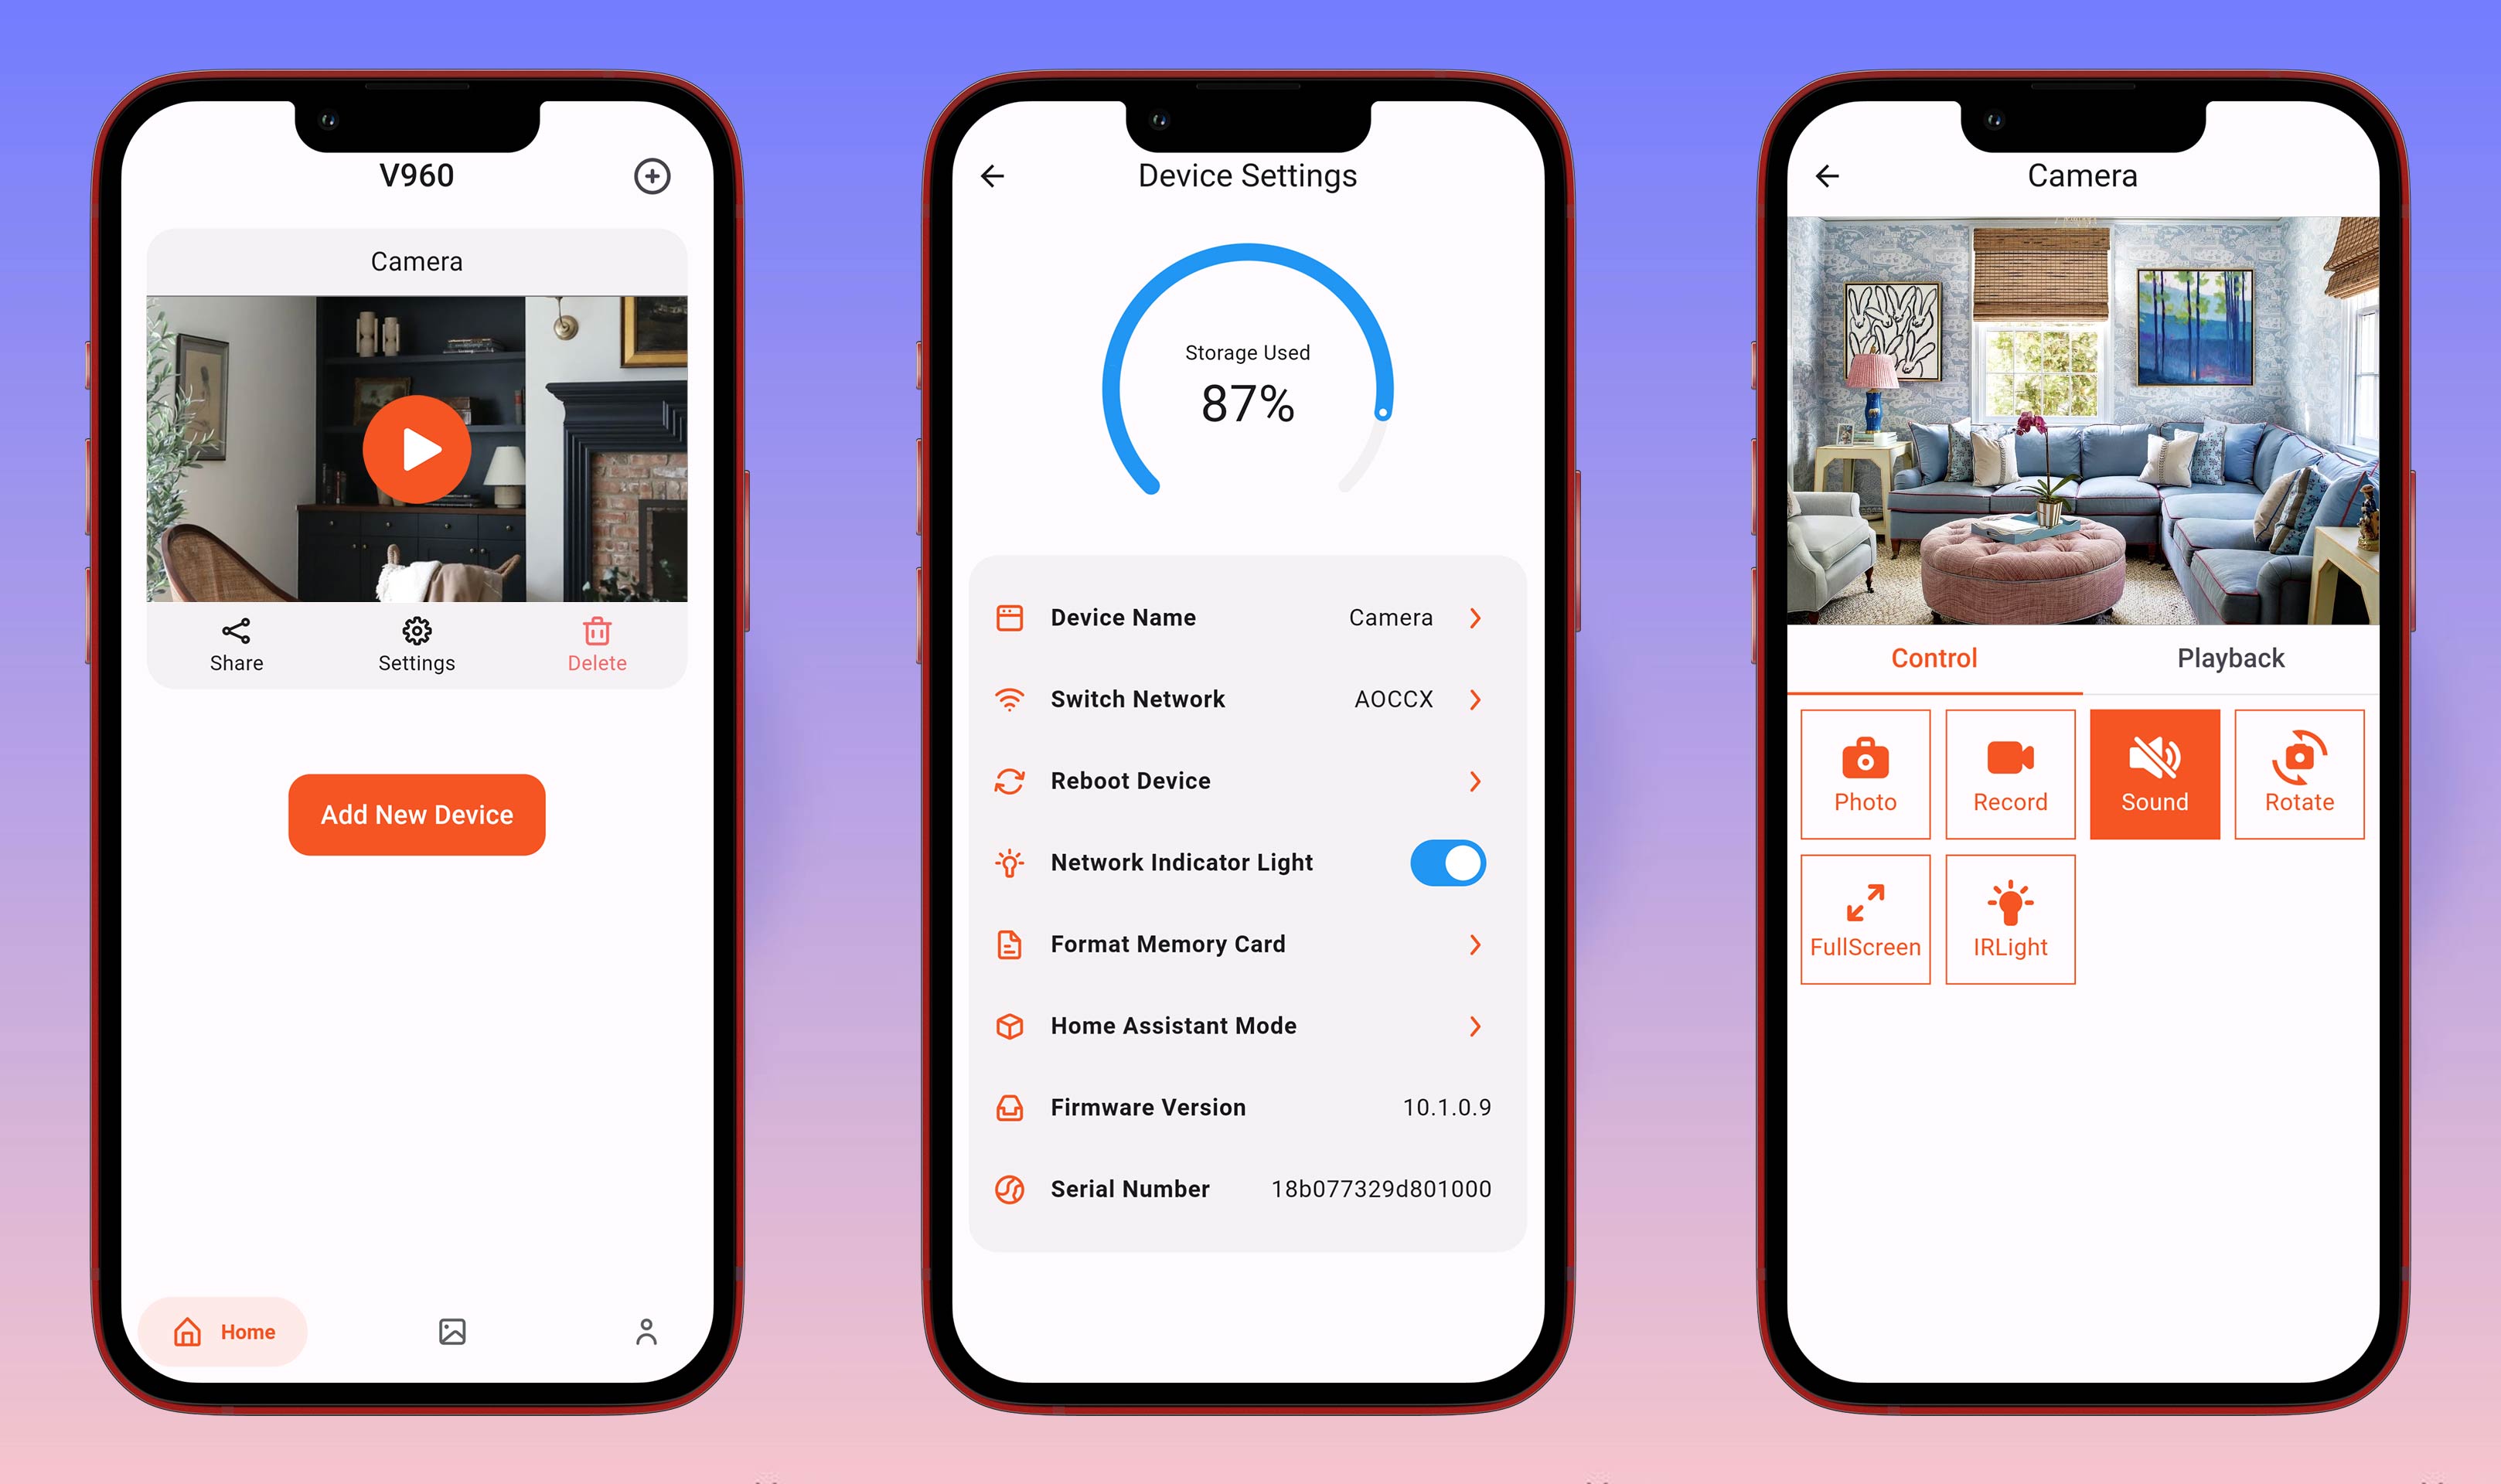 V960
Camera
Share Settings Delete
Add New Device
Home
Device Settings
Storage Used
87%
Device Name Camera
Switch Network AOCCX
Reboot Device
Network Indicator Light
Format Memory Card
Home Assistant Mode
Firmware Version 10.1.0.9
Serial Number 18b077329d801000
Camera
Control Playback
Photo Record Sound Rotate
FullScreen IRLight